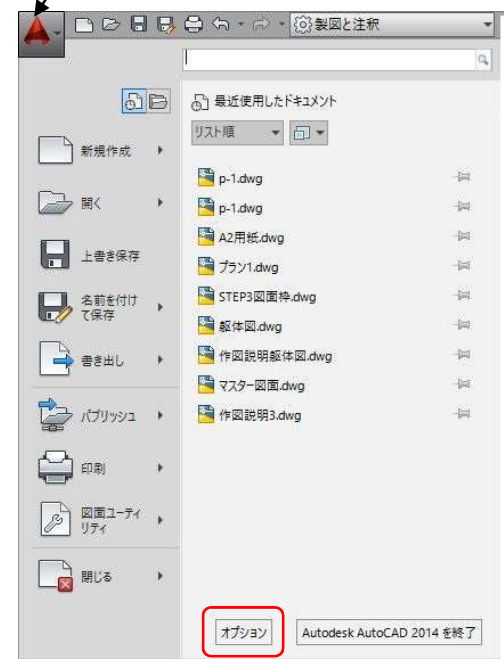 製図と注釈
最近使用したドキュメント
リスト順
新規作成
開く
上書き保存
名前を付け
て保存
書き出し
パブリッシュ
印刷
図面ユーティ
リティ
閉じる
p-1.dwg
p-1.dwg
A2用紙.dwg
プラン1.dwg
STEP3図面枠.dwg
躯体図.dwg
作図説明躯体図.dwg
マスター図面.dwg
作図説明3.dwg
オプション
Autodesk AutoCAD 2014 を終了